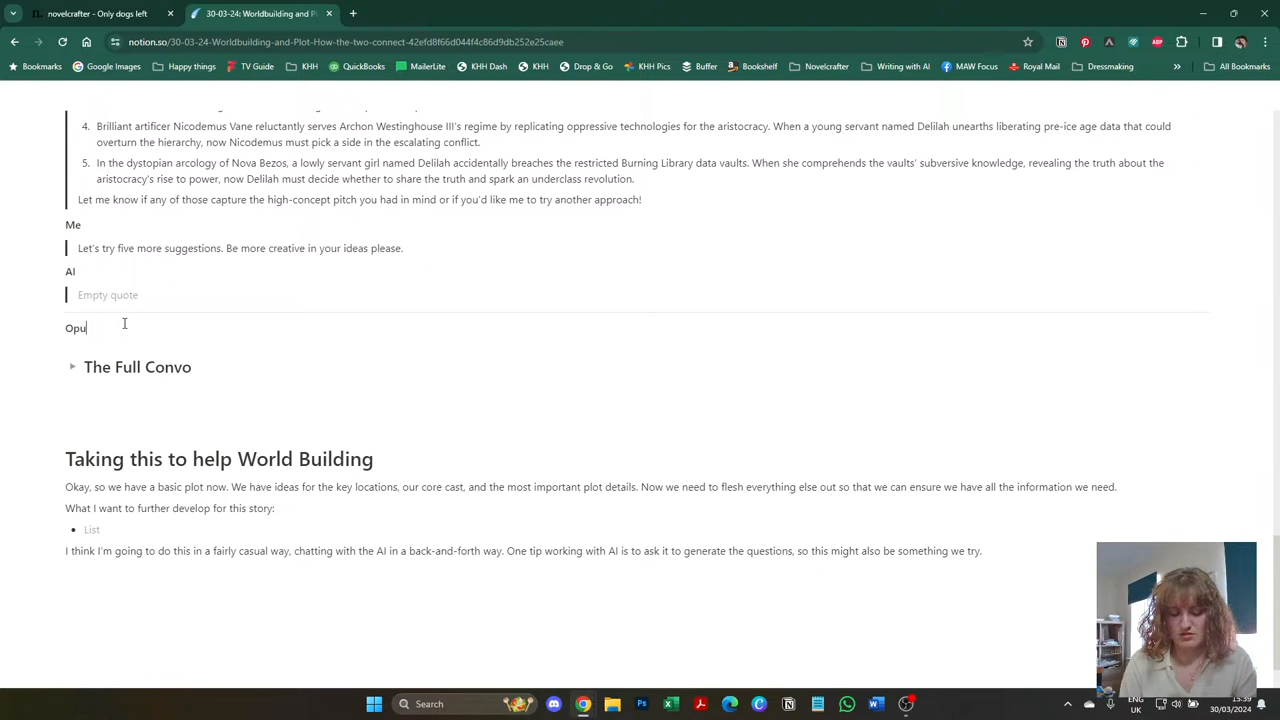 novelcrafter - Only dogs left
30-03-24: Worldbuilding and Pl
notion.so/30-03-24-Worldbuilding-and-Plot-How-the-two-connect-42efd8f66d044f4c86d9db252e25caee
Bookmarks Google Images Happy things TV Guide KHH QuickBooks MailerLite KHH Dash KHH Drop & Go KHH Pics Buffer Bookshelf Novelcrafter Writing with AI MAW Focus Royal Mail Dressmaking » All Bookmarks
4. Brilliant artificer Nicodemus Vane reluctantly serves Archon Westinghouse III's regime by replicating oppressive technologies for the aristocracy. When a young servant named Delilah unearths liberating pre-ice age data that could
overturn the hierarchy, now Nicodemus must pick a side in the escalating conflict.
5. In the dystopian arcology of Nova Bezos, a lowly servant girl named Delilah accidentally breaches the restricted Burning Library data vaults. When she comprehends the vaults' subversive knowledge, revealing the truth about the
aristocracy's rise to power, now Delilah must decide whether to share the truth and spark an underclass revolution.
Let me know if any of those capture the high-concept pitch you had in mind or if you'd like me to try another approach!
Me
Let's try five more suggestions. Be more creative in your ideas please.
AI
Empty quote
Opu
The Full Convo
Taking this to help World Building
Okay, so we have a basic plot now. We have ideas for the key locations, our core cast, and the most important plot details. Now we need to flesh everything else out so that we can ensure we have all the information we need.
What I want to further develop for this story:
• List
I think I'm going to do this in a fairly casual way, chatting with the AI in a back-and-forth way. One tip working with AI is to ask it to generate the questions, so this might also be something we try.
Search
ENG
UK
15:39
30/03/2024